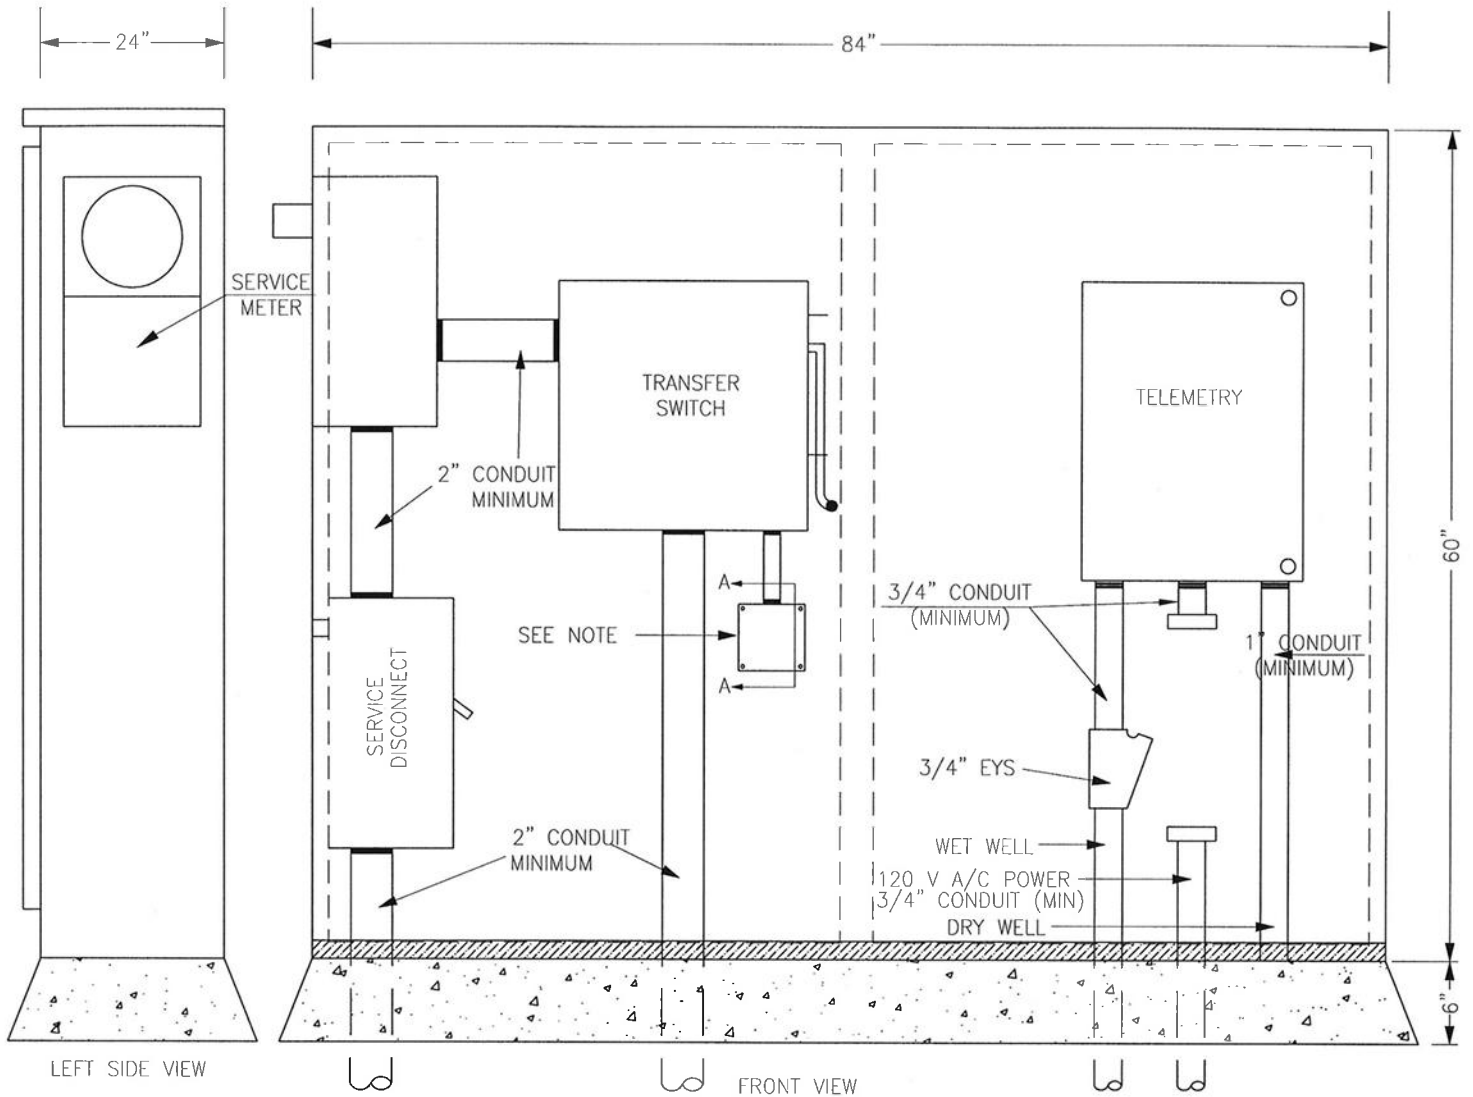 24”
84”
SERVICE
METER
TRANSFER
SWITCH
TELEMETRY
2” CONDUIT
MINIMUM
60”
A
3/4” CONDUIT
(MINIMUM)
SEE NOTE
1” CONDUIT
(MINIMUM)
A
SERVICE
DISCONNECT
3/4” EYS
2” CONDUIT
MINIMUM
WET WELL
120 V A/C POWER
3/4” CONDUIT (MIN)
DRY WELL
6”
LEFT SIDE VIEW
FRONT VIEW